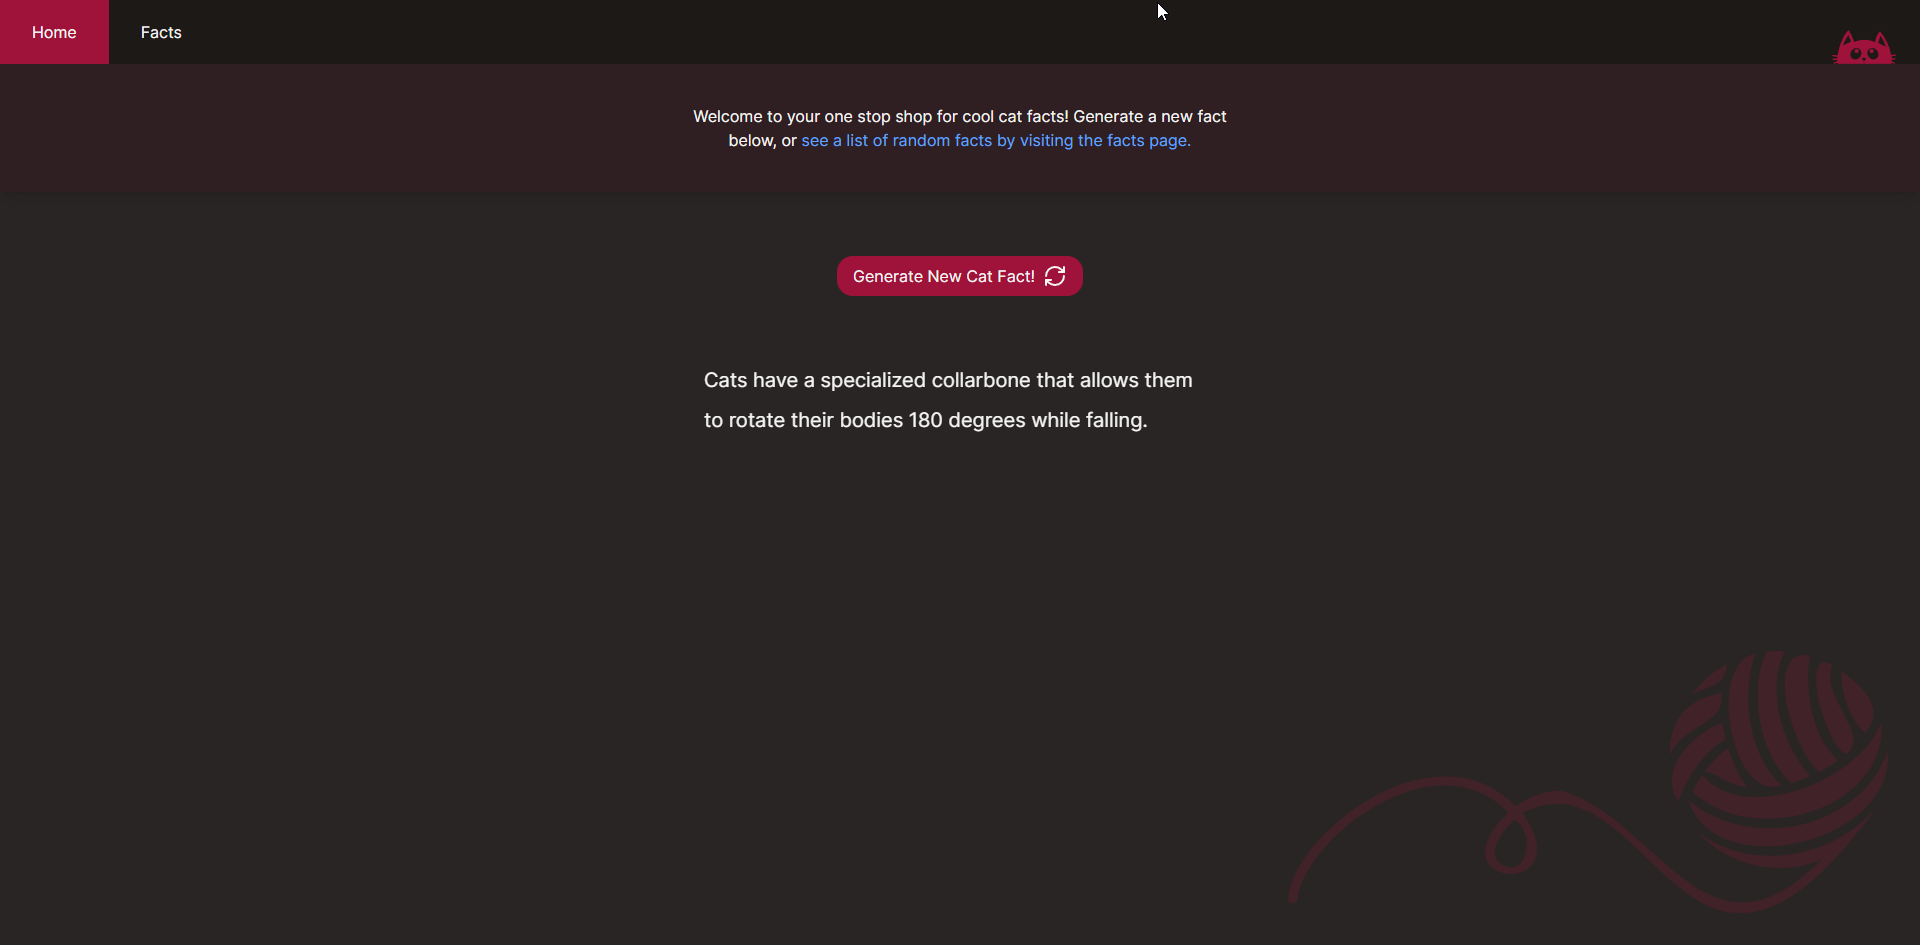 Home
Facts
Welcome to your one stop shop for cool cat facts! Generate a new fact
below, or see a list of random facts by visiting the facts page.
Generate New Cat Fact!
Cats have a specialized collarbone that allows them
to rotate their bodies 180 degrees while falling.